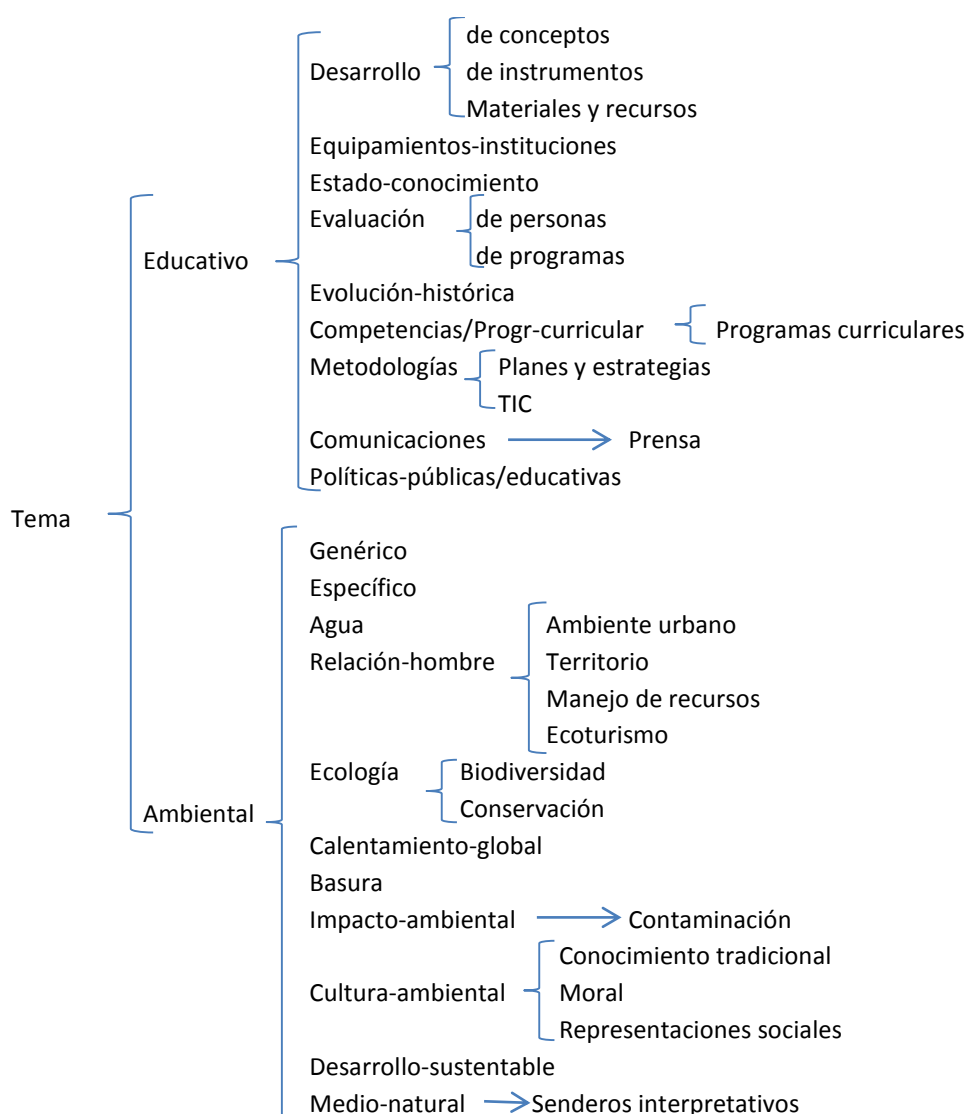 de conceptos
Desarrollo de instrumentos
Materiales y recursos
Equipamientos-instituciones
Estado-conocimiento
Evaluación de personas
de programas
Educativo
Evolución-histórica
Competencias/Progr-curricular Programas curriculares
Metodologías Planes y estrategias
TIC
Comunicaciones Prensa
Políticas-públicas/educativas
Tema
Genérico
Específico
Agua Ambiente urbano
Relación-hombre Territorio
Manejo de recursos
Ecoturismo
Ecología Biodiversidad
Conservación
Ambiental
Calentamiento-global
Basura
Impacto-ambiental Contaminación
Conocimiento tradicional
Cultura-ambiental Moral
Representaciones sociales
Desarrollo-sustentable
Medio-natural Senderos interpretativos